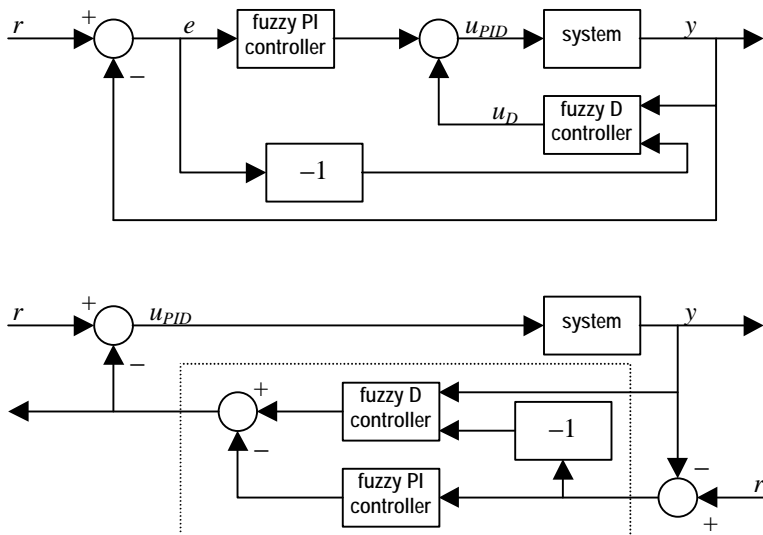 r
+
−
e
fuzzy PI
controller
u_PID
system
y
u_D
fuzzy D
controller
−1
r
+
−
u_PID
system
y
+
−
fuzzy D
controller
−1
fuzzy PI
controller
−
+
r